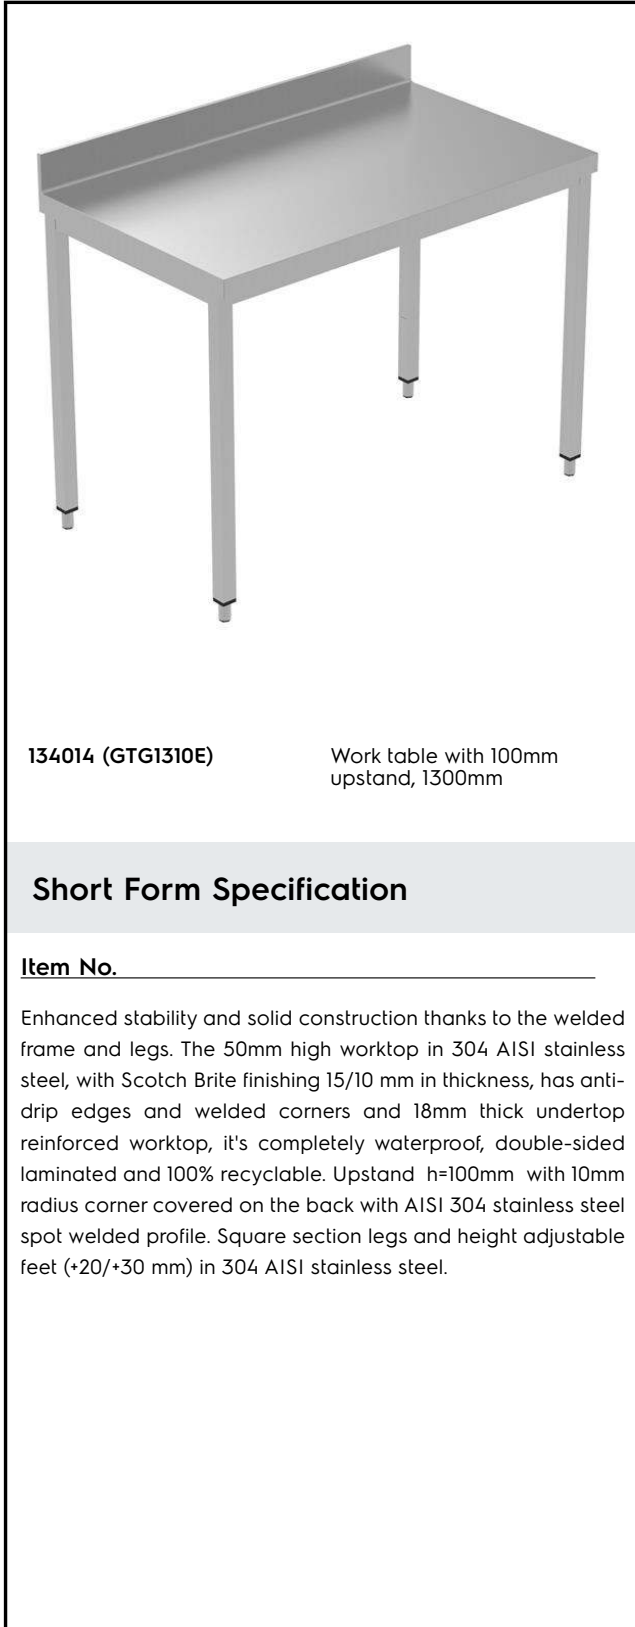 134014 (GTG1310E)
Work table with 100mm
upstand, 1300mm
Short Form Specification
Item No.
Enhanced stability and solid construction thanks to the welded
frame and legs. The 50mm high worktop in 304 AISI stainless
steel, with Scotch Brite finishing 15/10 mm in thickness, has anti-
drip edges and welded corners and 18mm thick undertop
reinforced worktop, it's completely waterproof, double-sided
laminated and 100% recyclable. Upstand h=100mm with 10mm
radius corner covered on the back with AISI 304 stainless steel
spot welded profile. Square section legs and height adjustable
feet (+20/+30 mm) in 304 AISI stainless steel.